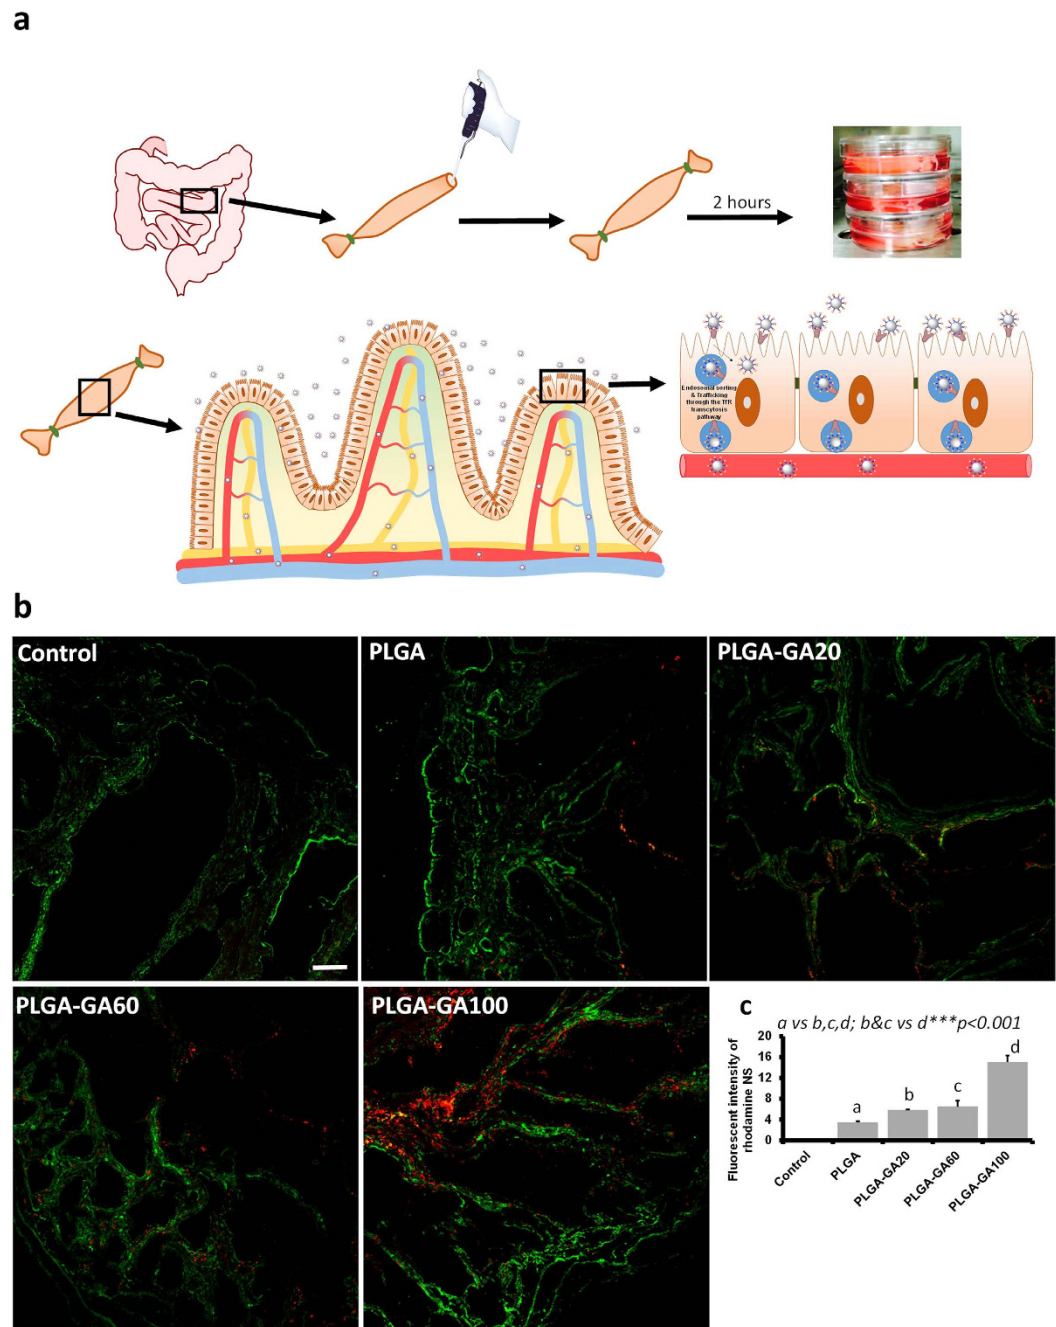 a
2 hours
Endosomal sorting
& Trafficking
through the TfR
transcytosis
pathway
b
Control
PLGA
PLGA-GA20
PLGA-GA60
PLGA-GA100
c
a vs b,c,d; b&c vs d***p<0.001
Fluorescent intensity of
rhodamine NS
20
16
12
8
4
0
a
b
c
d
Control
PLGA
PLGA-GA20
PLGA-GA60
PLGA-GA100